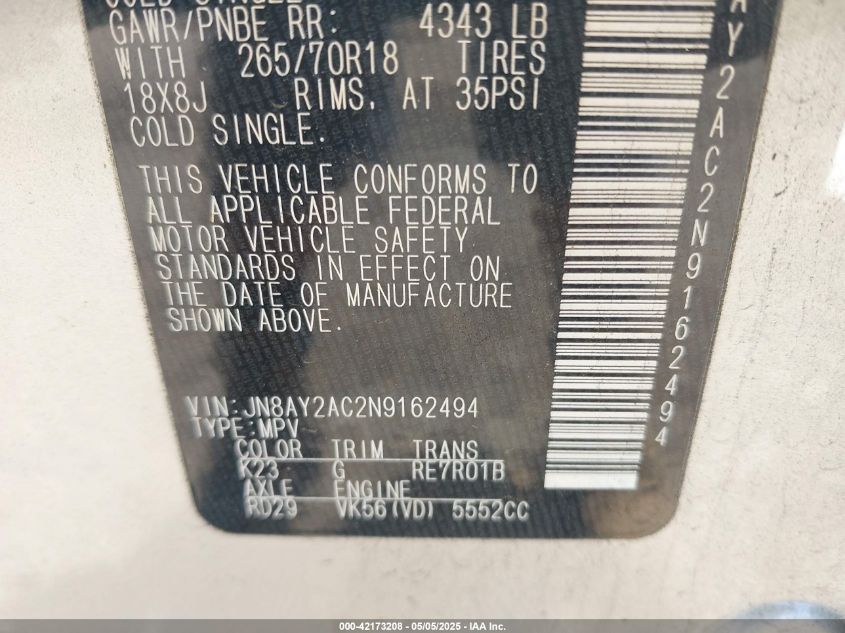 GAWR/PNBE RR: 4343 LB
WITH 265/70R18 TIRES
18X8J RIMS. AT 35PSI
COLD SINGLE.
THIS VEHICLE CONFORMS TO
ALL APPLICABLE FEDERAL
MOTOR VEHICLE SAFETY
STANDARDS IN EFFECT ON
THE DATE OF MANUFACTURE
SHOWN ABOVE.
VIN:JN8AY2AC2N9162494
TYPE:MPV
COLOR TRIM TRANS
K23 G RE7R01B
AXLE ENGINE
RD29 VK56(VD) 5552CC
AY2AC2N9162494
000-42173208 - 05/05/2025 - IAA Inc.